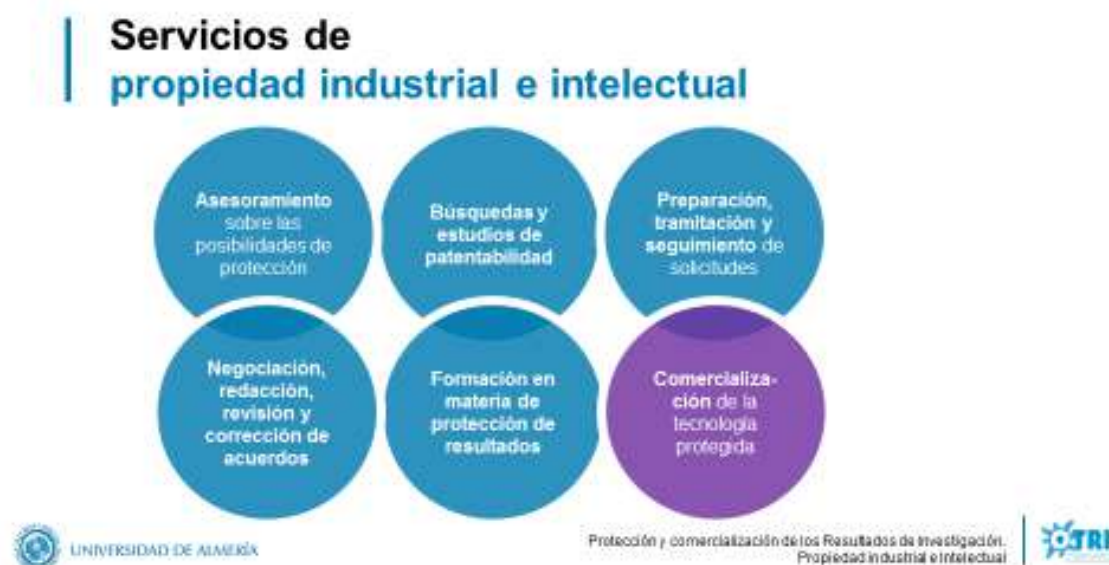 Servicios de
propiedad industrial e intelectual
Asesoramiento
sobre las
posibilidades de
protección
Búsquedas y
estudios de
patentabilidad
Preparación,
tramitación y
seguimiento de
solicitudes
Negociación,
redacción,
revisión y
corrección de
acuerdos
Formación en
materia de
protección de
resultados
Comercializa-
ción de la
tecnología
protegida
UNIVERSIDAD DE ALMERÍA
Protección y comercialización de los Resultados de Investigación.
Propiedad industrial e Intelectual
OTRI